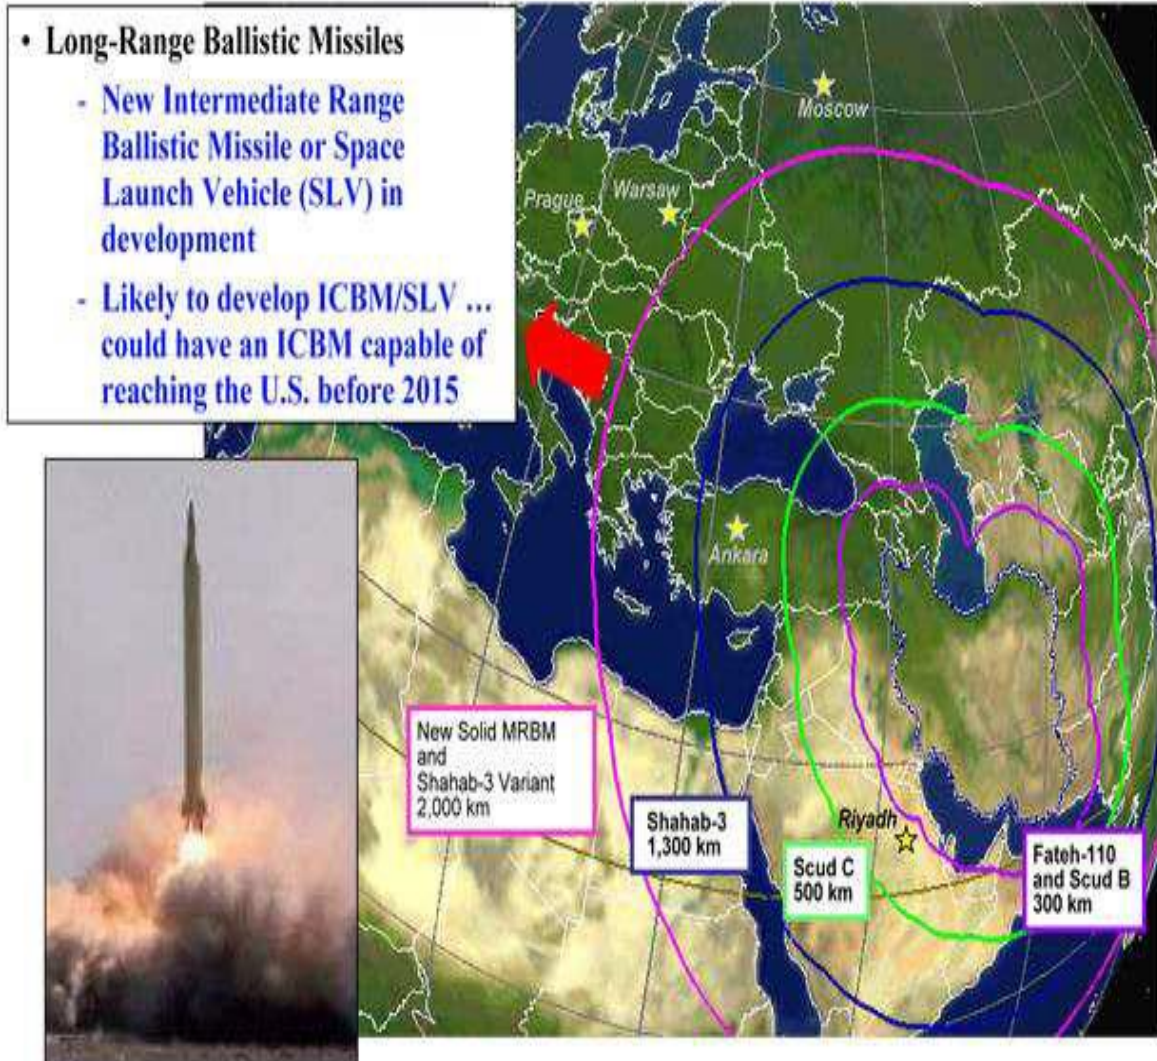 • Long-Range Ballistic Missiles
- New Intermediate Range
Ballistic Missile or Space
Launch Vehicle (SLV) in
development
- Likely to develop ICBM/SLV ...
could have an ICBM capable of
reaching the U.S. before 2015
Moscow
Warsaw
Prague
Ankara
New Solid MRBM
and
Shahab-3 Variant
2,000 km
Shahab-3
1,300 km
Riyadh
Scud C
500 km
Fateh-110
and Scud B
300 km